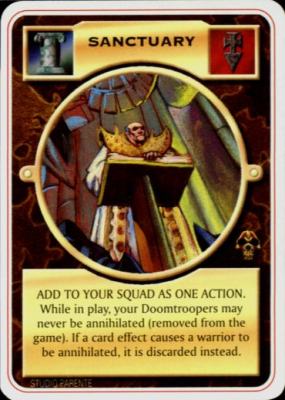 SANCTUARY
ADD TO YOUR SQUAD AS ONE ACTION.
While in play, your Doomtroopers may
never be annihilated (removed from the
game). If a card effect causes a warrior to
be annihilated, it is discarded instead.
STUDIO PARENTE